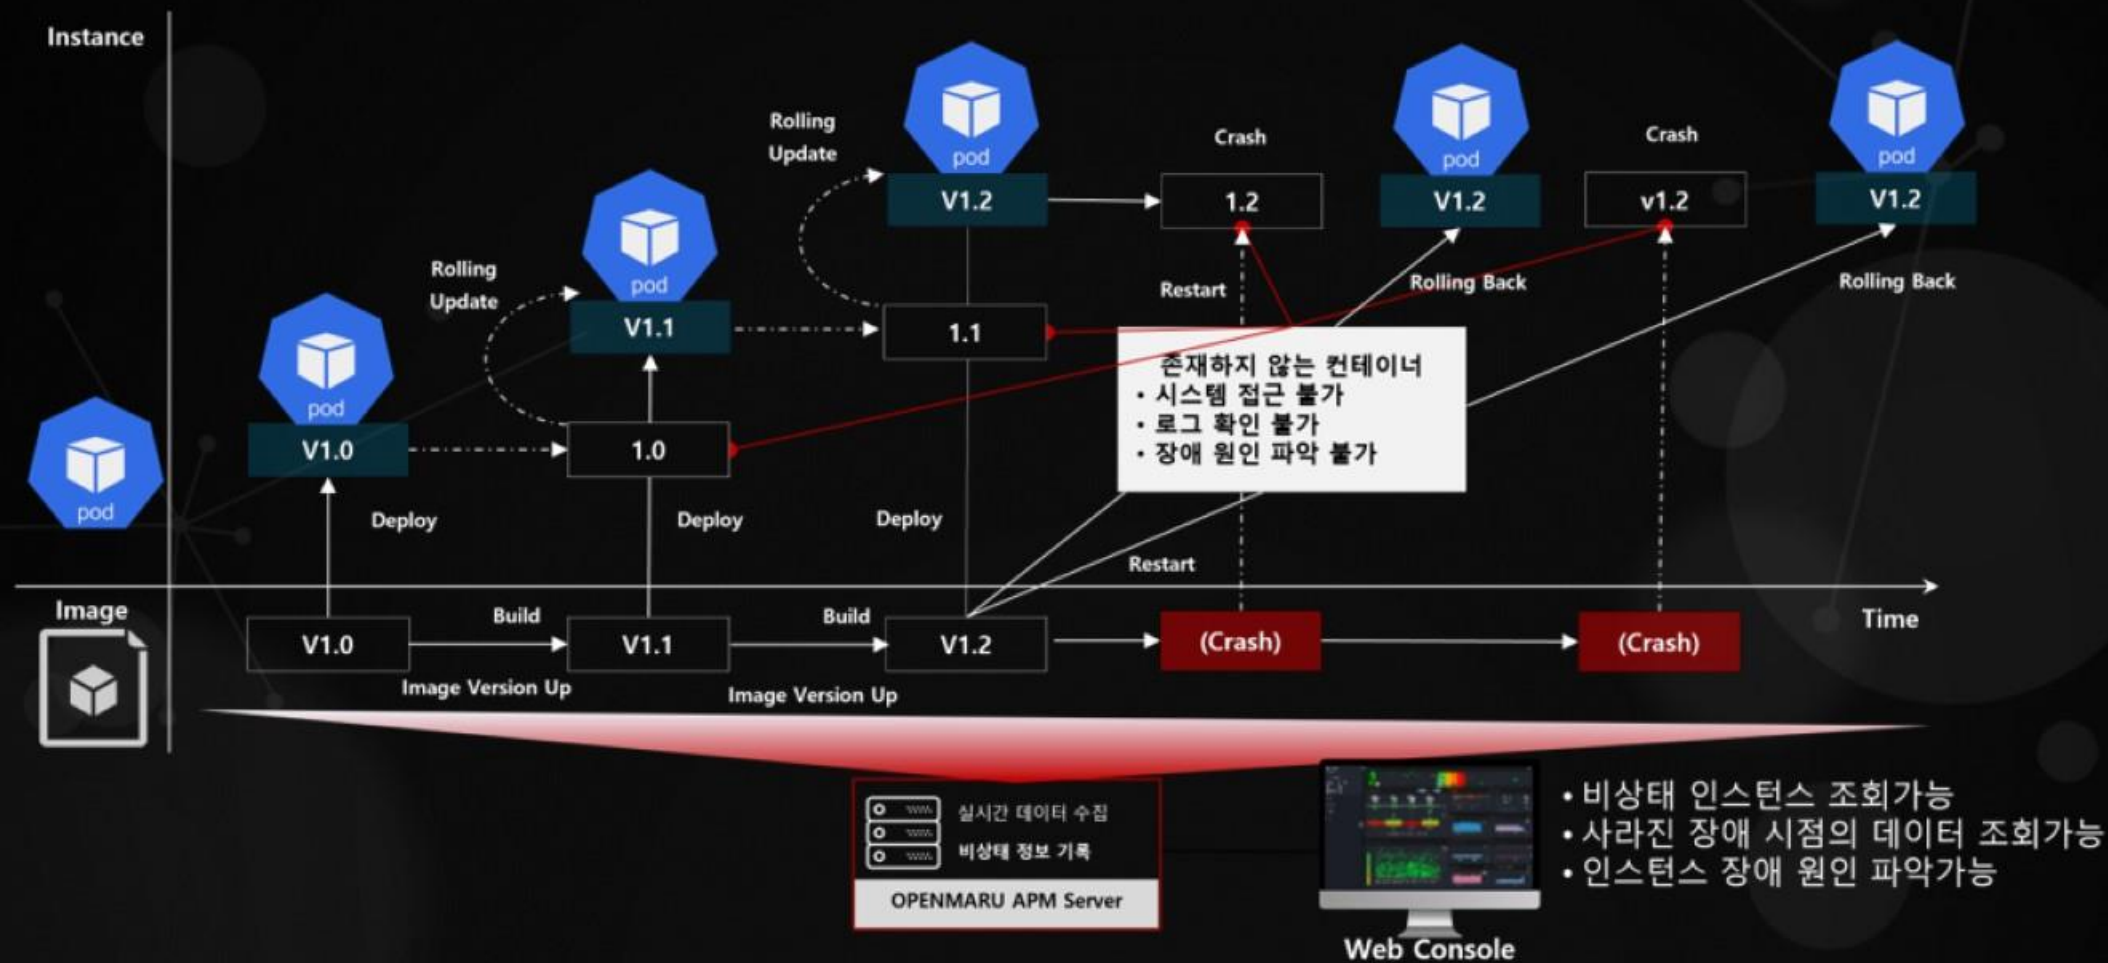 Instance
Rolling
Update
pod
V1.2
Crash
1.2
pod
V1.2
Crash
v1.2
pod
V1.2
Rolling
Update
pod
V1.1
1.1
Restart
Rolling Back
Rolling Back
pod
V1.0
1.0
존재하지 않는 컨테이너
• 시스템 접근 불가
• 로그 확인 불가
• 장애 원인 파악 불가
pod
Deploy
Deploy
Deploy
Restart
Image
Time
V1.0
Build
V1.1
Build
V1.2
(Crash)
(Crash)
Image Version Up
Image Version Up
실시간 데이터 수집
비상태 정보 기록
OPENMARU APM Server
Web Console
• 비상태 인스턴스 조회가능
• 사라진 장애 시점의 데이터 조회가능
• 인스턴스 장애 원인 파악가능